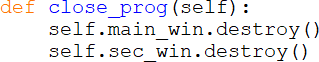 def close_prog(self):
    self.main_win.destroy()
    self.sec_win.destroy()